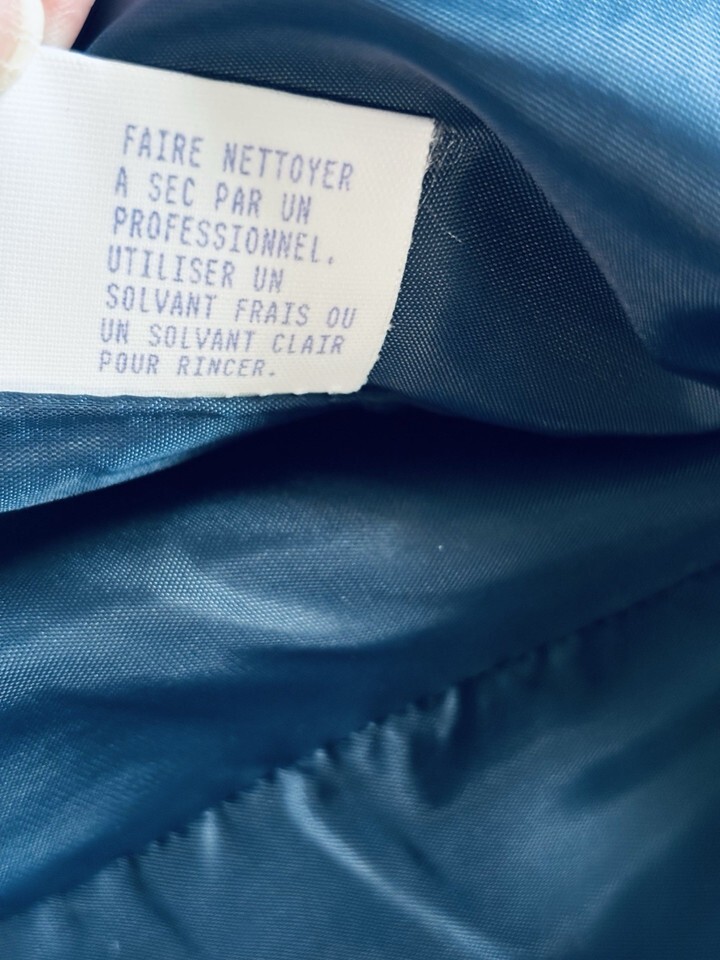 FAIRE NETTOYER
A SEC PAR UN
PROFESSIONNEL.
UTILISER UN
SOLVANT FRAIS OU
UN SOLVANT CLAIR
POUR RINCER.